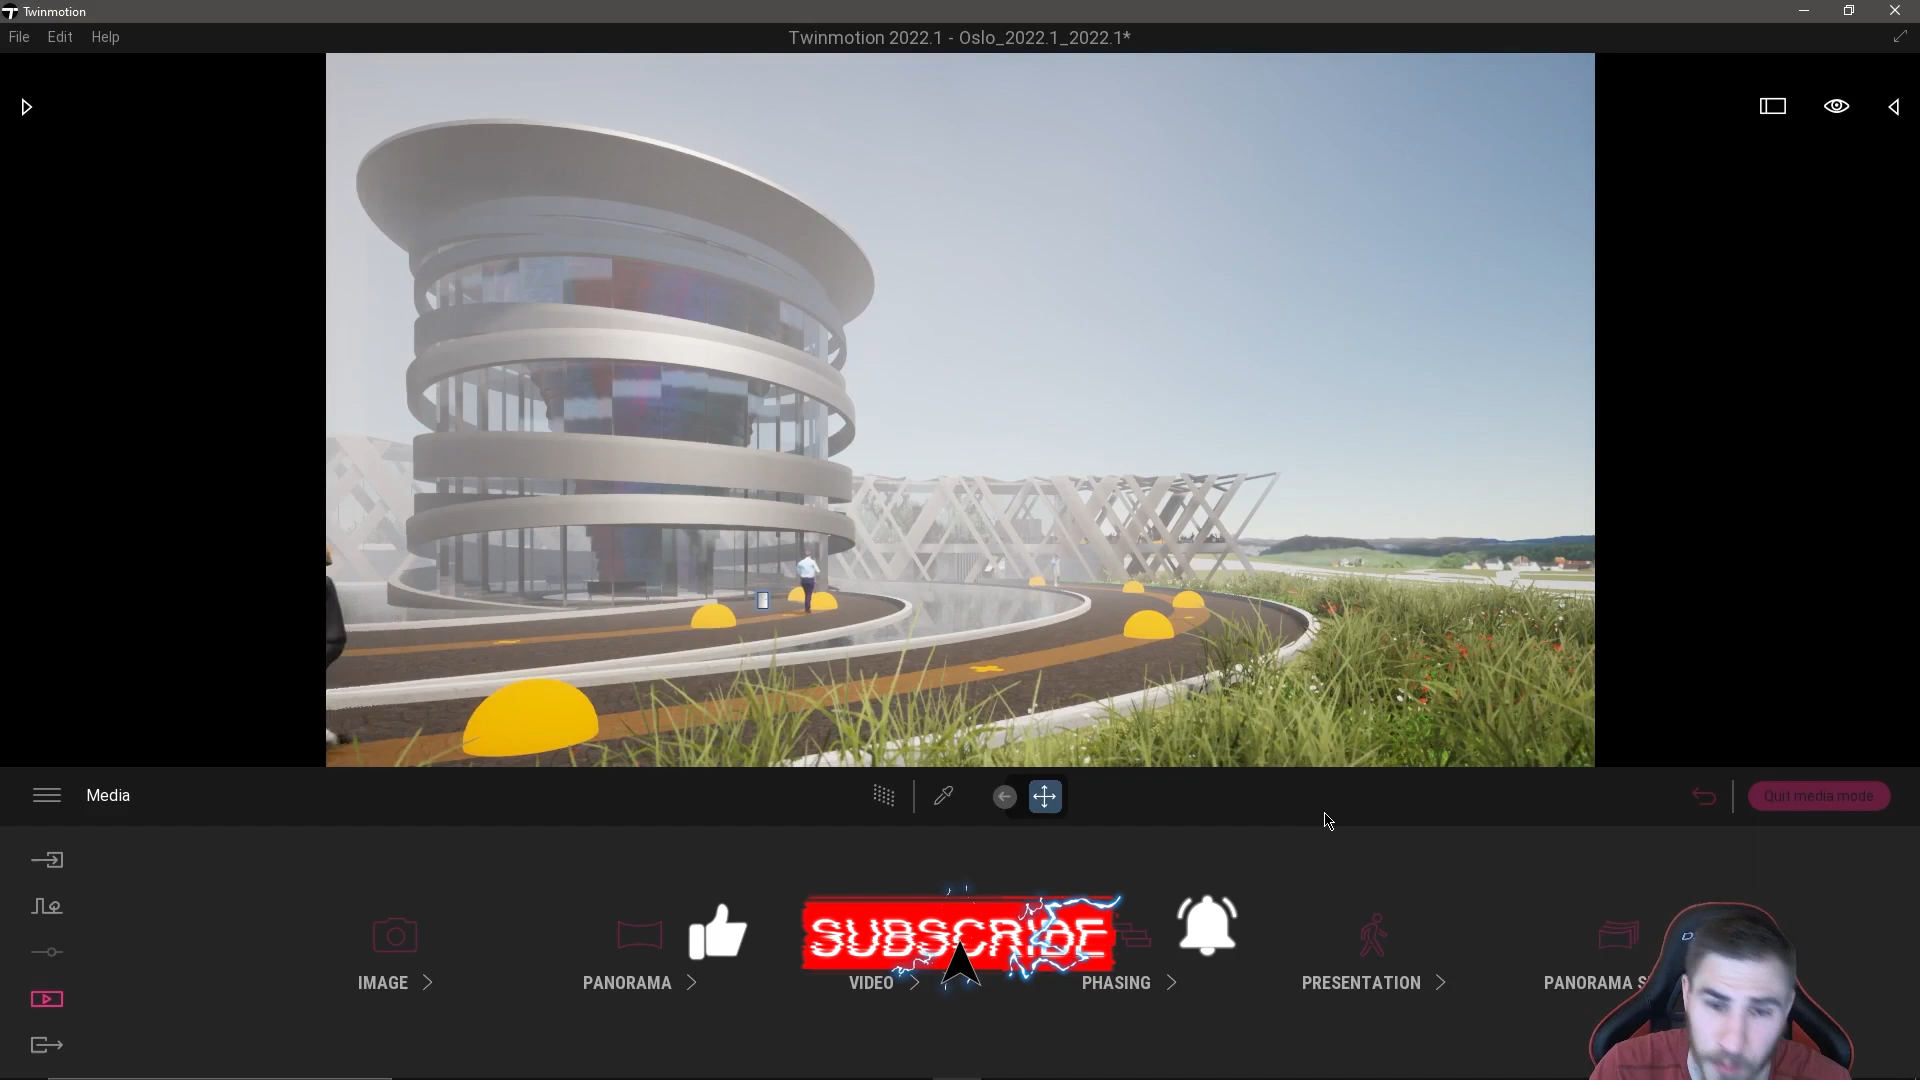 Twinmotion
File Edit Help
Twinmotion 2022.1 - Oslo_2022.1_2022.1*
Media
Quit media mode
SUBSCRIBE
IMAGE
PANORAMA
VIDEO
PHASING
PRESENTATION
PANORAMA S